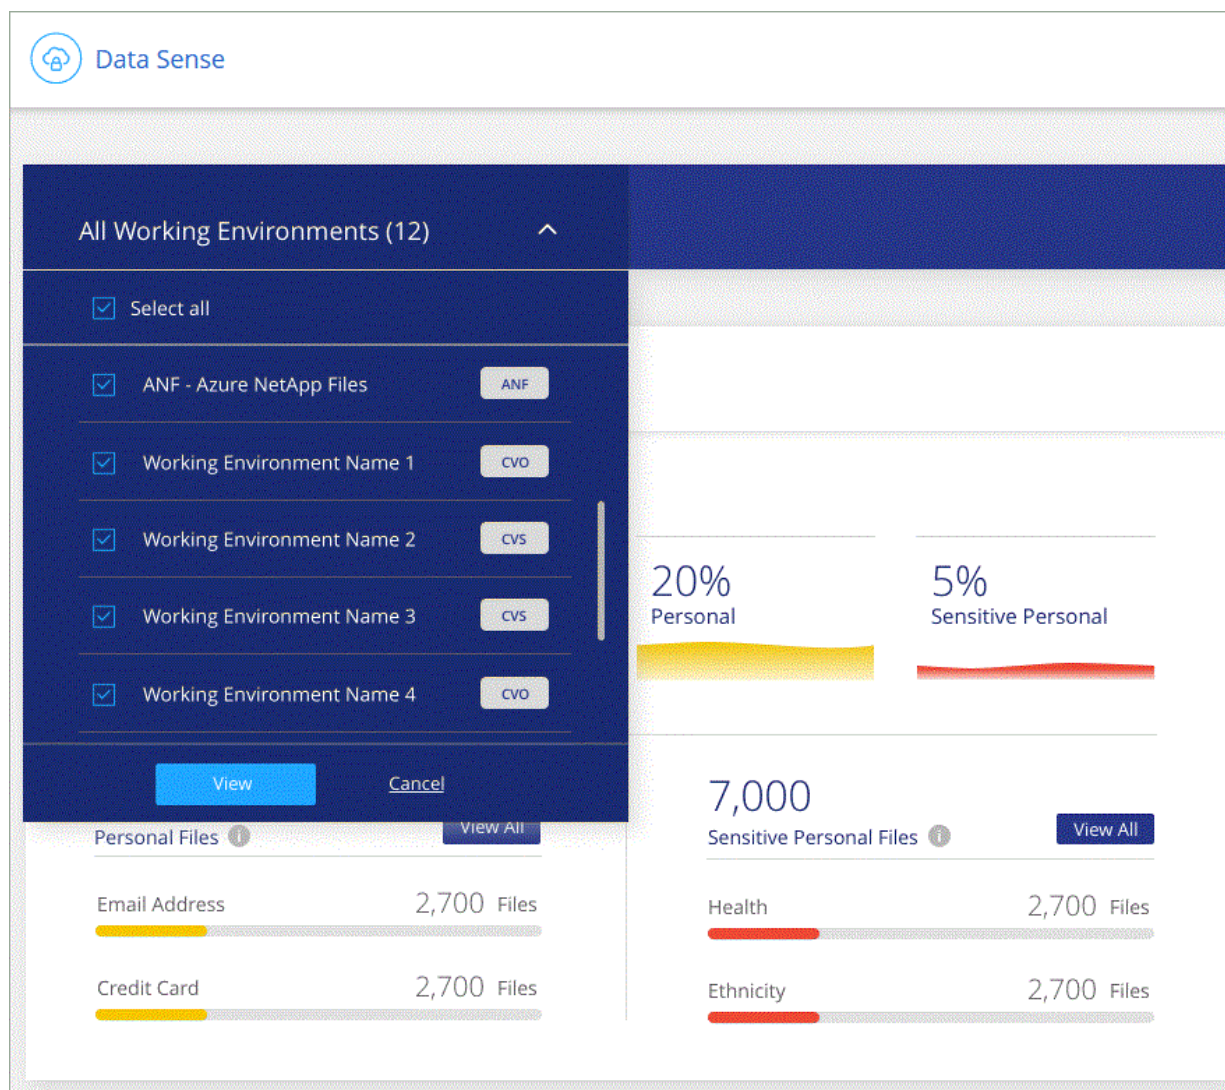 Data Sense
All Working Environments (12)
Select all
ANF - Azure NetApp Files ANF
Working Environment Name 1 CVO
Working Environment Name 2 CVS
Working Environment Name 3 CVS
Working Environment Name 4 CVO
View Cancel
20%
Personal
5%
Sensitive Personal
Personal Files i View All
Email Address 2,700 Files
Credit Card 2,700 Files
7,000
Sensitive Personal Files i View All
Health 2,700 Files
Ethnicity 2,700 Files